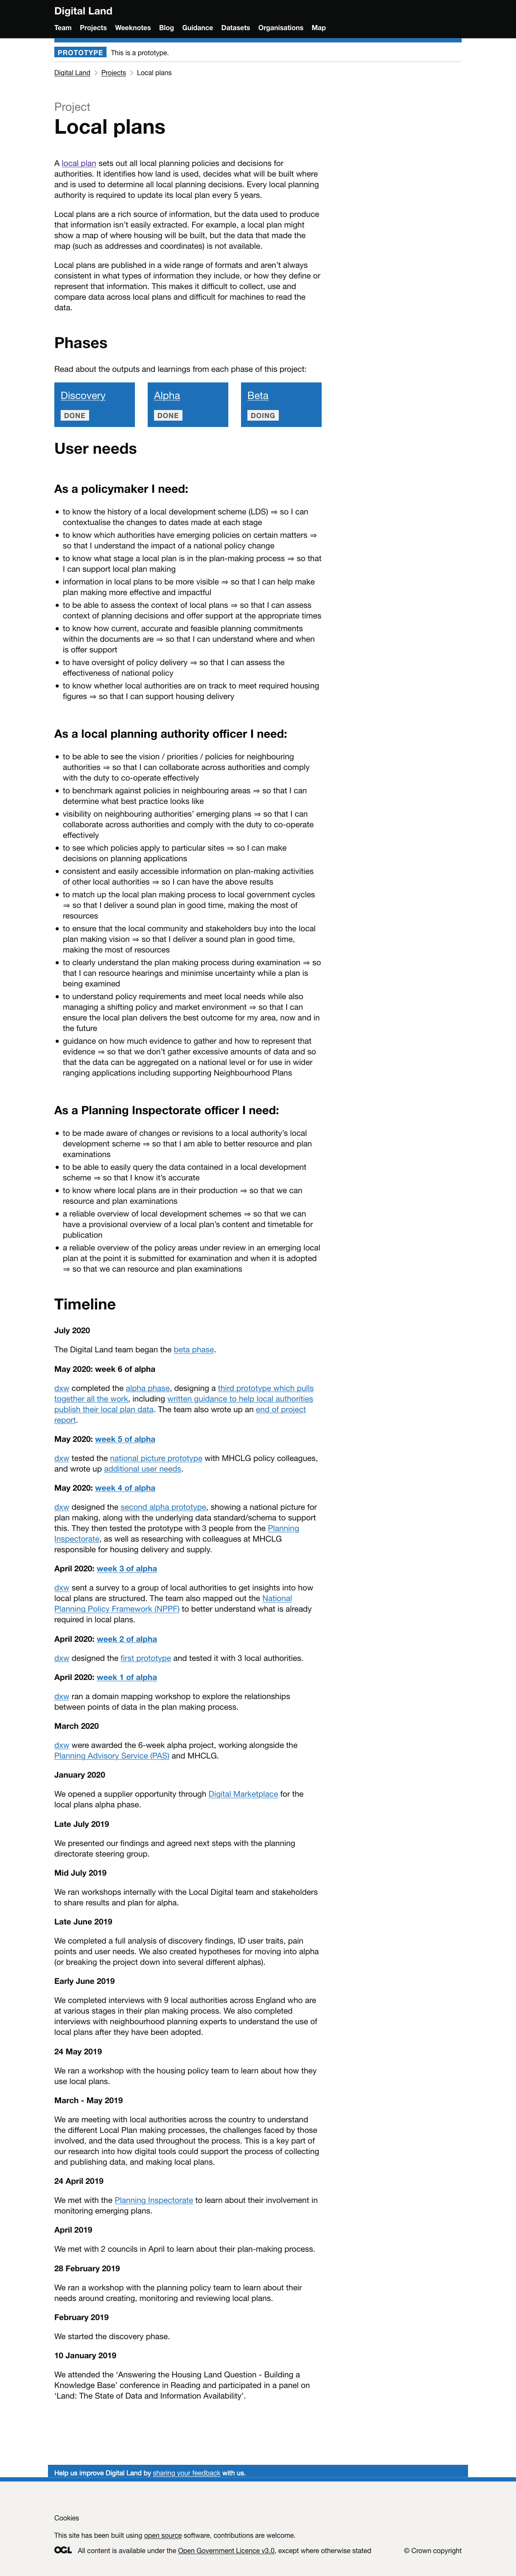 Digital Land
Team Projects Weeknotes Blog Guidance Datasets Organisations Map
PROTOTYPE This is a prototype.
Digital Land > Projects > Local plans
Project
Local plans
A local plan sets out all local planning policies and decisions for
authorities. It identifies how land is used, decides what will be built where
and is used to determine all local planning decisions. Every local planning
authority is required to update its local plan every 5 years.
Local plans are a rich source of information, but the data used to produce
that information isn't easily extracted. For example, a local plan might
show a map of where housing will be built, but the data that made the
map (such as addresses and coordinates) is not available.
Local plans are published in a wide range of formats and aren't always
consistent in what types of information they include, or how they define or
represent that information. This makes it difficult to collect, use and
compare data across local plans and difficult for machines to read the
data.
Phases
Read about the outputs and learnings from each phase of this project:
Discovery Alpha Beta
DONE DONE DOING
User needs
As a policymaker I need:
• to know the history of a local development scheme (LDS) ⇒ so I can
contextualise the changes to dates made at each stage
• to know which authorities have emerging policies on certain matters ⇒
so that I understand the impact of a national policy change
• to know what stage a local plan is in the plan-making process ⇒ so that
I can support local plan making
• information in local plans to be more visible ⇒ so that I can help make
plan making more effective and impactful
• to be able to assess the context of local plans ⇒ so that I can assess
context of planning decisions and offer support at the appropriate times
• to know how current, accurate and feasible planning commitments
within the documents are ⇒ so that I can understand where and when
is offer support
• to have oversight of policy delivery ⇒ so that I can assess the
effectiveness of national policy
• to know whether local authorities are on track to meet required housing
figures ⇒ so that I can support housing delivery
As a local planning authority officer I need:
• to be able to see the vision / priorities / policies for neighbouring
authorities ⇒ so that I can collaborate across authorities and comply
with the duty to co-operate effectively
• to benchmark against policies in neighbouring areas ⇒ so that I can
determine what best practice looks like
• visibility on neighbouring authorities' emerging plans ⇒ so that I can
collaborate across authorities and comply with the duty to co-operate
effectively
• to see which policies apply to particular sites ⇒ so I can make
decisions on planning applications
• consistent and easily accessible information on plan-making activities
of other local authorities ⇒ so I can have the above results
• to match up the local plan making process to local government cycles
⇒ so that I deliver a sound plan in good time, making the most of
resources
• to ensure that the local community and stakeholders buy into the local
plan making vision ⇒ so that I deliver a sound plan in good time,
making the most of resources
• to clearly understand the plan making process during examination ⇒ so
that I can resource hearings and minimise uncertainty while a plan is
being examined
• to understand policy requirements and meet local needs while also
managing a shifting policy and market environment ⇒ so that I can
ensure the local plan delivers the best outcome for my area, now and in
the future
• guidance on how much evidence to gather and how to represent that
evidence ⇒ so that we don't gather excessive amounts of data and so
that the data can be aggregated on a national level or for use in wider
ranging applications including supporting Neighbourhood Plans
As a Planning Inspectorate officer I need:
• to be made aware of changes or revisions to a local authority's local
development scheme ⇒ so that I am able to better resource and plan
examinations
• to be able to easily query the data contained in a local development
scheme ⇒ so that I know it's accurate
• to know where local plans are in their production ⇒ so that we can
resource and plan examinations
• a reliable overview of local development schemes ⇒ so that we can
have a provisional overview of a local plan's content and timetable for
publication
• a reliable overview of the policy areas under review in an emerging local
plan at the point it is submitted for examination and when it is adopted
⇒ so that we can resource and plan examinations
Timeline
July 2020
The Digital Land team began the beta phase.
May 2020: week 6 of alpha
dxw completed the alpha phase, designing a third prototype which pulls
together all the work, including written guidance to help local authorities
publish their local plan data. The team also wrote up an end of project
report.
May 2020: week 5 of alpha
dxw tested the national picture prototype with MHCLG policy colleagues,
and wrote up additional user needs.
May 2020: week 4 of alpha
dxw designed the second alpha prototype, showing a national picture for
plan making, along with the underlying data standard/schema to support
this. They then tested the prototype with 3 people from the Planning
Inspectorate, as well as researching with colleagues at MHCLG
responsible for housing delivery and supply.
April 2020: week 3 of alpha
dxw sent a survey to a group of local authorities to get insights into how
local plans are structured. The team also mapped out the National
Planning Policy Framework (NPPF) to better understand what is already
required in local plans.
April 2020: week 2 of alpha
dxw designed the first prototype and tested it with 3 local authorities.
April 2020: week 1 of alpha
dxw ran a domain mapping workshop to explore the relationships
between points of data in the plan making process.
March 2020
dxw were awarded the 6-week alpha project, working alongside the
Planning Advisory Service (PAS) and MHCLG.
January 2020
We opened a supplier opportunity through Digital Marketplace for the
local plans alpha phase.
Late July 2019
We presented our findings and agreed next steps with the planning
directorate steering group.
Mid July 2019
We ran workshops internally with the Local Digital team and stakeholders
to share results and plan for alpha.
Late June 2019
We completed a full analysis of discovery findings, ID user traits, pain
points and user needs. We also created hypotheses for moving into alpha
(or breaking the project down into several different alphas).
Early June 2019
We completed interviews with 9 local authorities across England who are
at various stages in their plan making process. We also completed
interviews with neighbourhood planning experts to understand the use of
local plans after they have been adopted.
24 May 2019
We ran a workshop with the housing policy team to learn about how they
use local plans.
March - May 2019
We are meeting with local authorities across the country to understand
the different Local Plan making processes, the challenges faced by those
involved, and the data used throughout the process. This is a key part of
our research into how digital tools could support the process of collecting
and publishing data, and making local plans.
24 April 2019
We met with the Planning Inspectorate to learn about their involvement in
monitoring emerging plans.
April 2019
We met with 2 councils in April to learn about their plan-making process.
28 February 2019
We ran a workshop with the planning policy team to learn about their
needs around creating, monitoring and reviewing local plans.
February 2019
We started the discovery phase.
10 January 2019
We attended the 'Answering the Housing Land Question - Building a
Knowledge Base' conference in Reading and participated in a panel on
'Land: The State of Data and Information Availability'.
Help us improve Digital Land by sharing your feedback with us.
Cookies
This site has been built using open source software, contributions are welcome.
OGL All content is available under the Open Government Licence v3.0, except where otherwise stated © Crown copyright